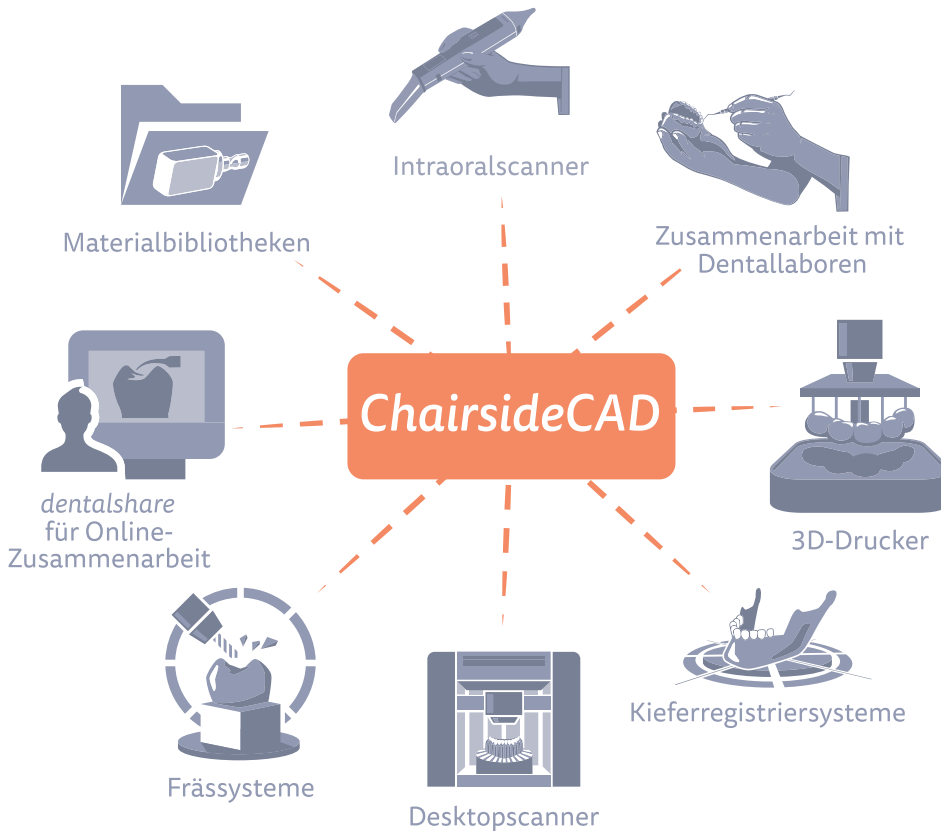 Intraoralscanner
Materialbibliotheken
Zusammenarbeit mit
Dentallaboren
ChairsideCAD
dentalshare
für Online-
Zusammenarbeit
3D-Drucker
Kieferregistriersysteme
Frässysteme
Desktopscanner